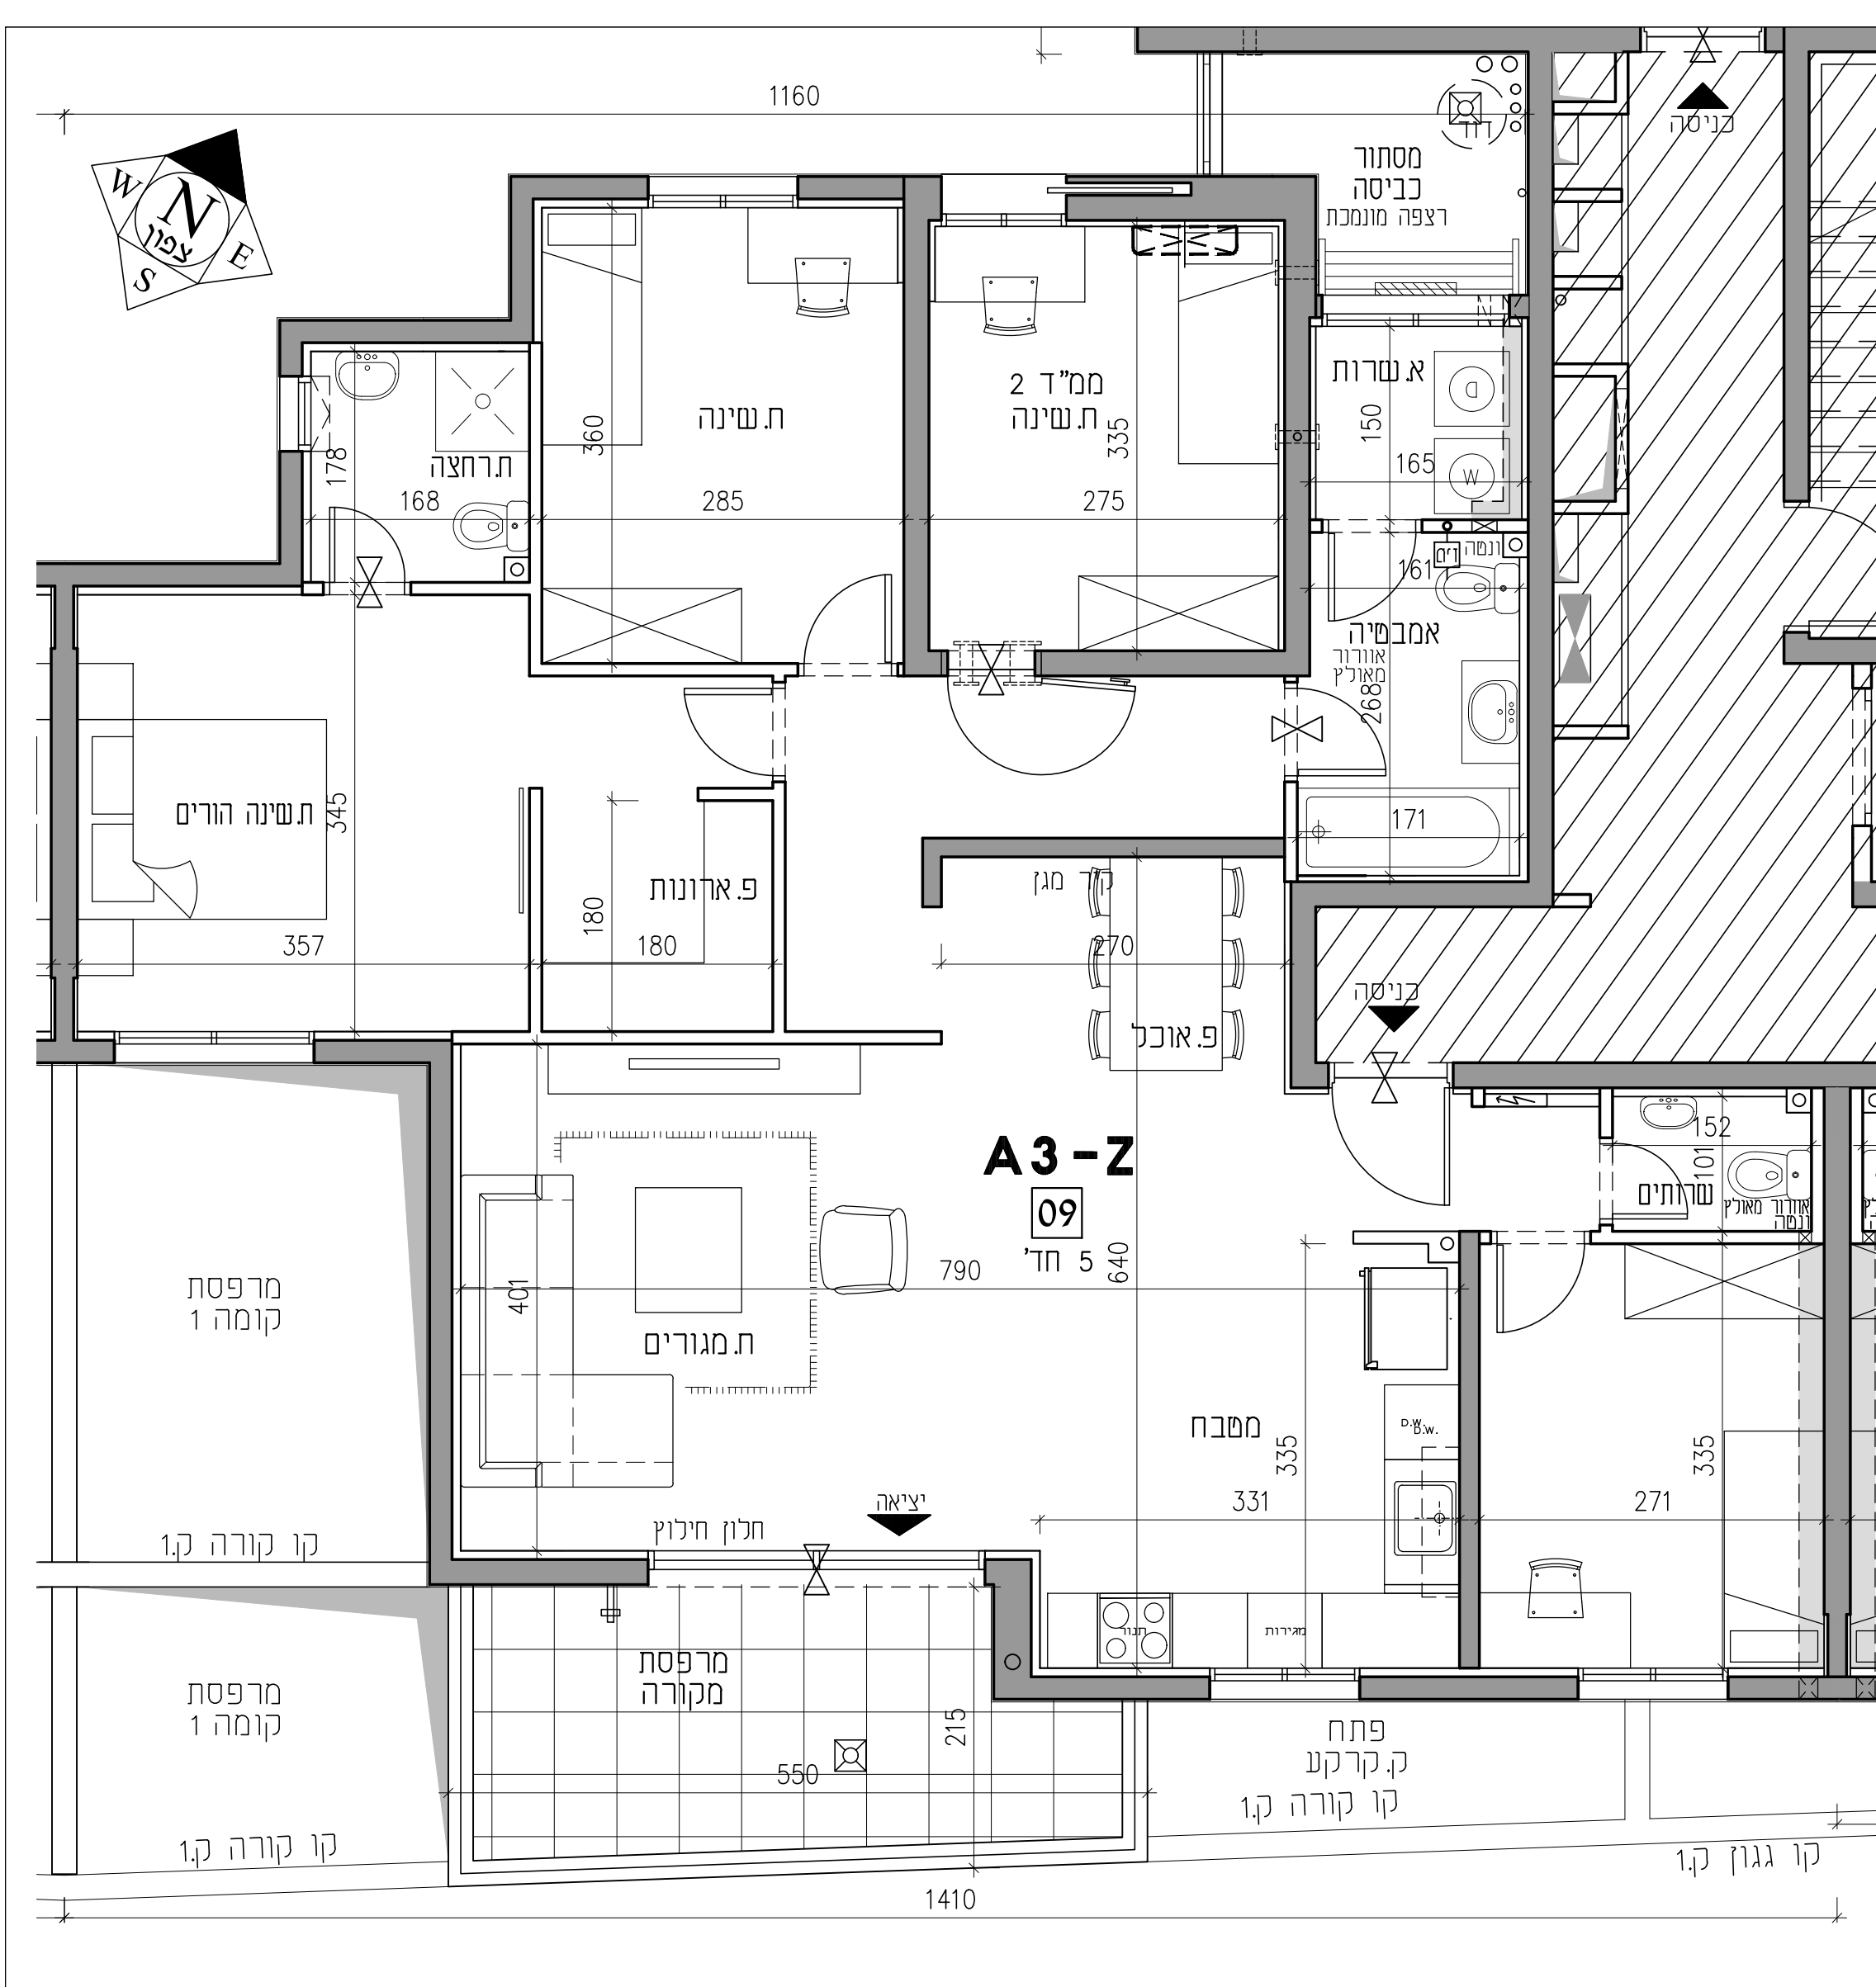 1160
N
צפון
W
E
S
כניסה
דוד
מסתור
כביסה
רצפה מונמכת
ח.שינה
360
285
ממ"ד 2
ח.שינה
335
275
א.שרות
150
165
D
W
ח.רחצה
178
168
ונטה
161
אמבטיה
אוורור
מאולץ
268
171
ח.שינה הורים
345
357
פ.ארונות
180
180
קיר מגן
270
פ.אוכל
כניסה
A3-Z
09
5 חד'
640
790
401
ח.מגורים
152
101
שרותים
אוורור מאולץ
ונטה
מרפסת
קומה 1
מטבח
D.W.
D.W.
335
331
335
271
יציאה
חלון חילוץ
קו קורה ק.1
תנור
מגירות
מרפסת
מקורה
215
550
מרפסת
קומה 1
פתח
ק.קרקע
קו קורה ק.1
קו קורה ק.1
קו גגון ק.1
1410